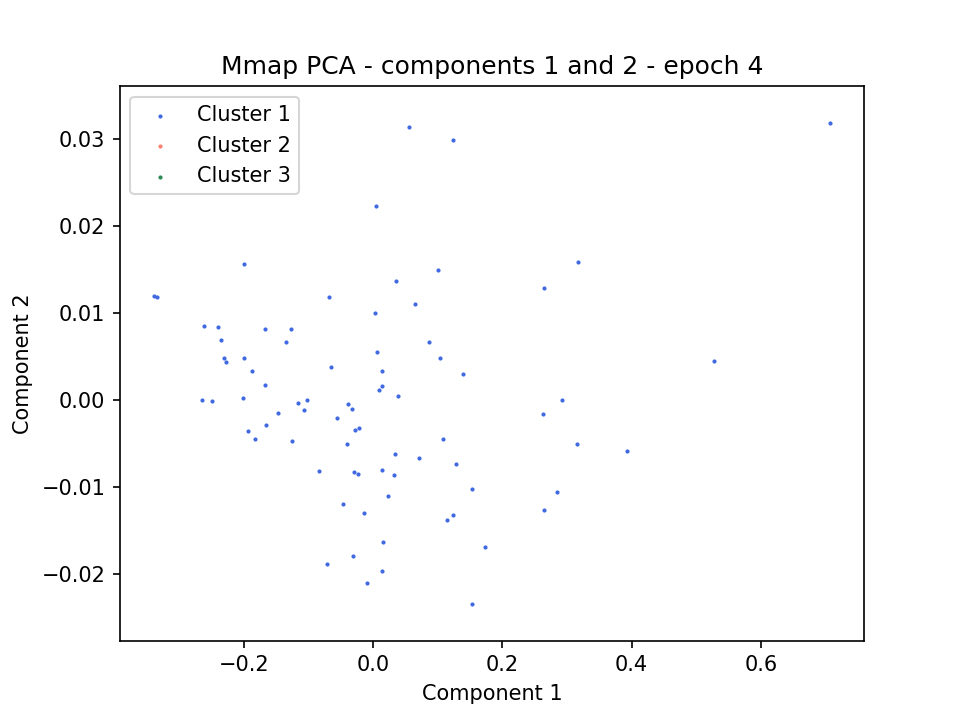 Mmap PCA - components 1 and 2 - epoch 4
Cluster 1
Cluster 2
Cluster 3
0.03
0.02
0.01
0.00
−0.01
−0.02
Component 2
−0.2
0.0
0.2
0.4
0.6
Component 1